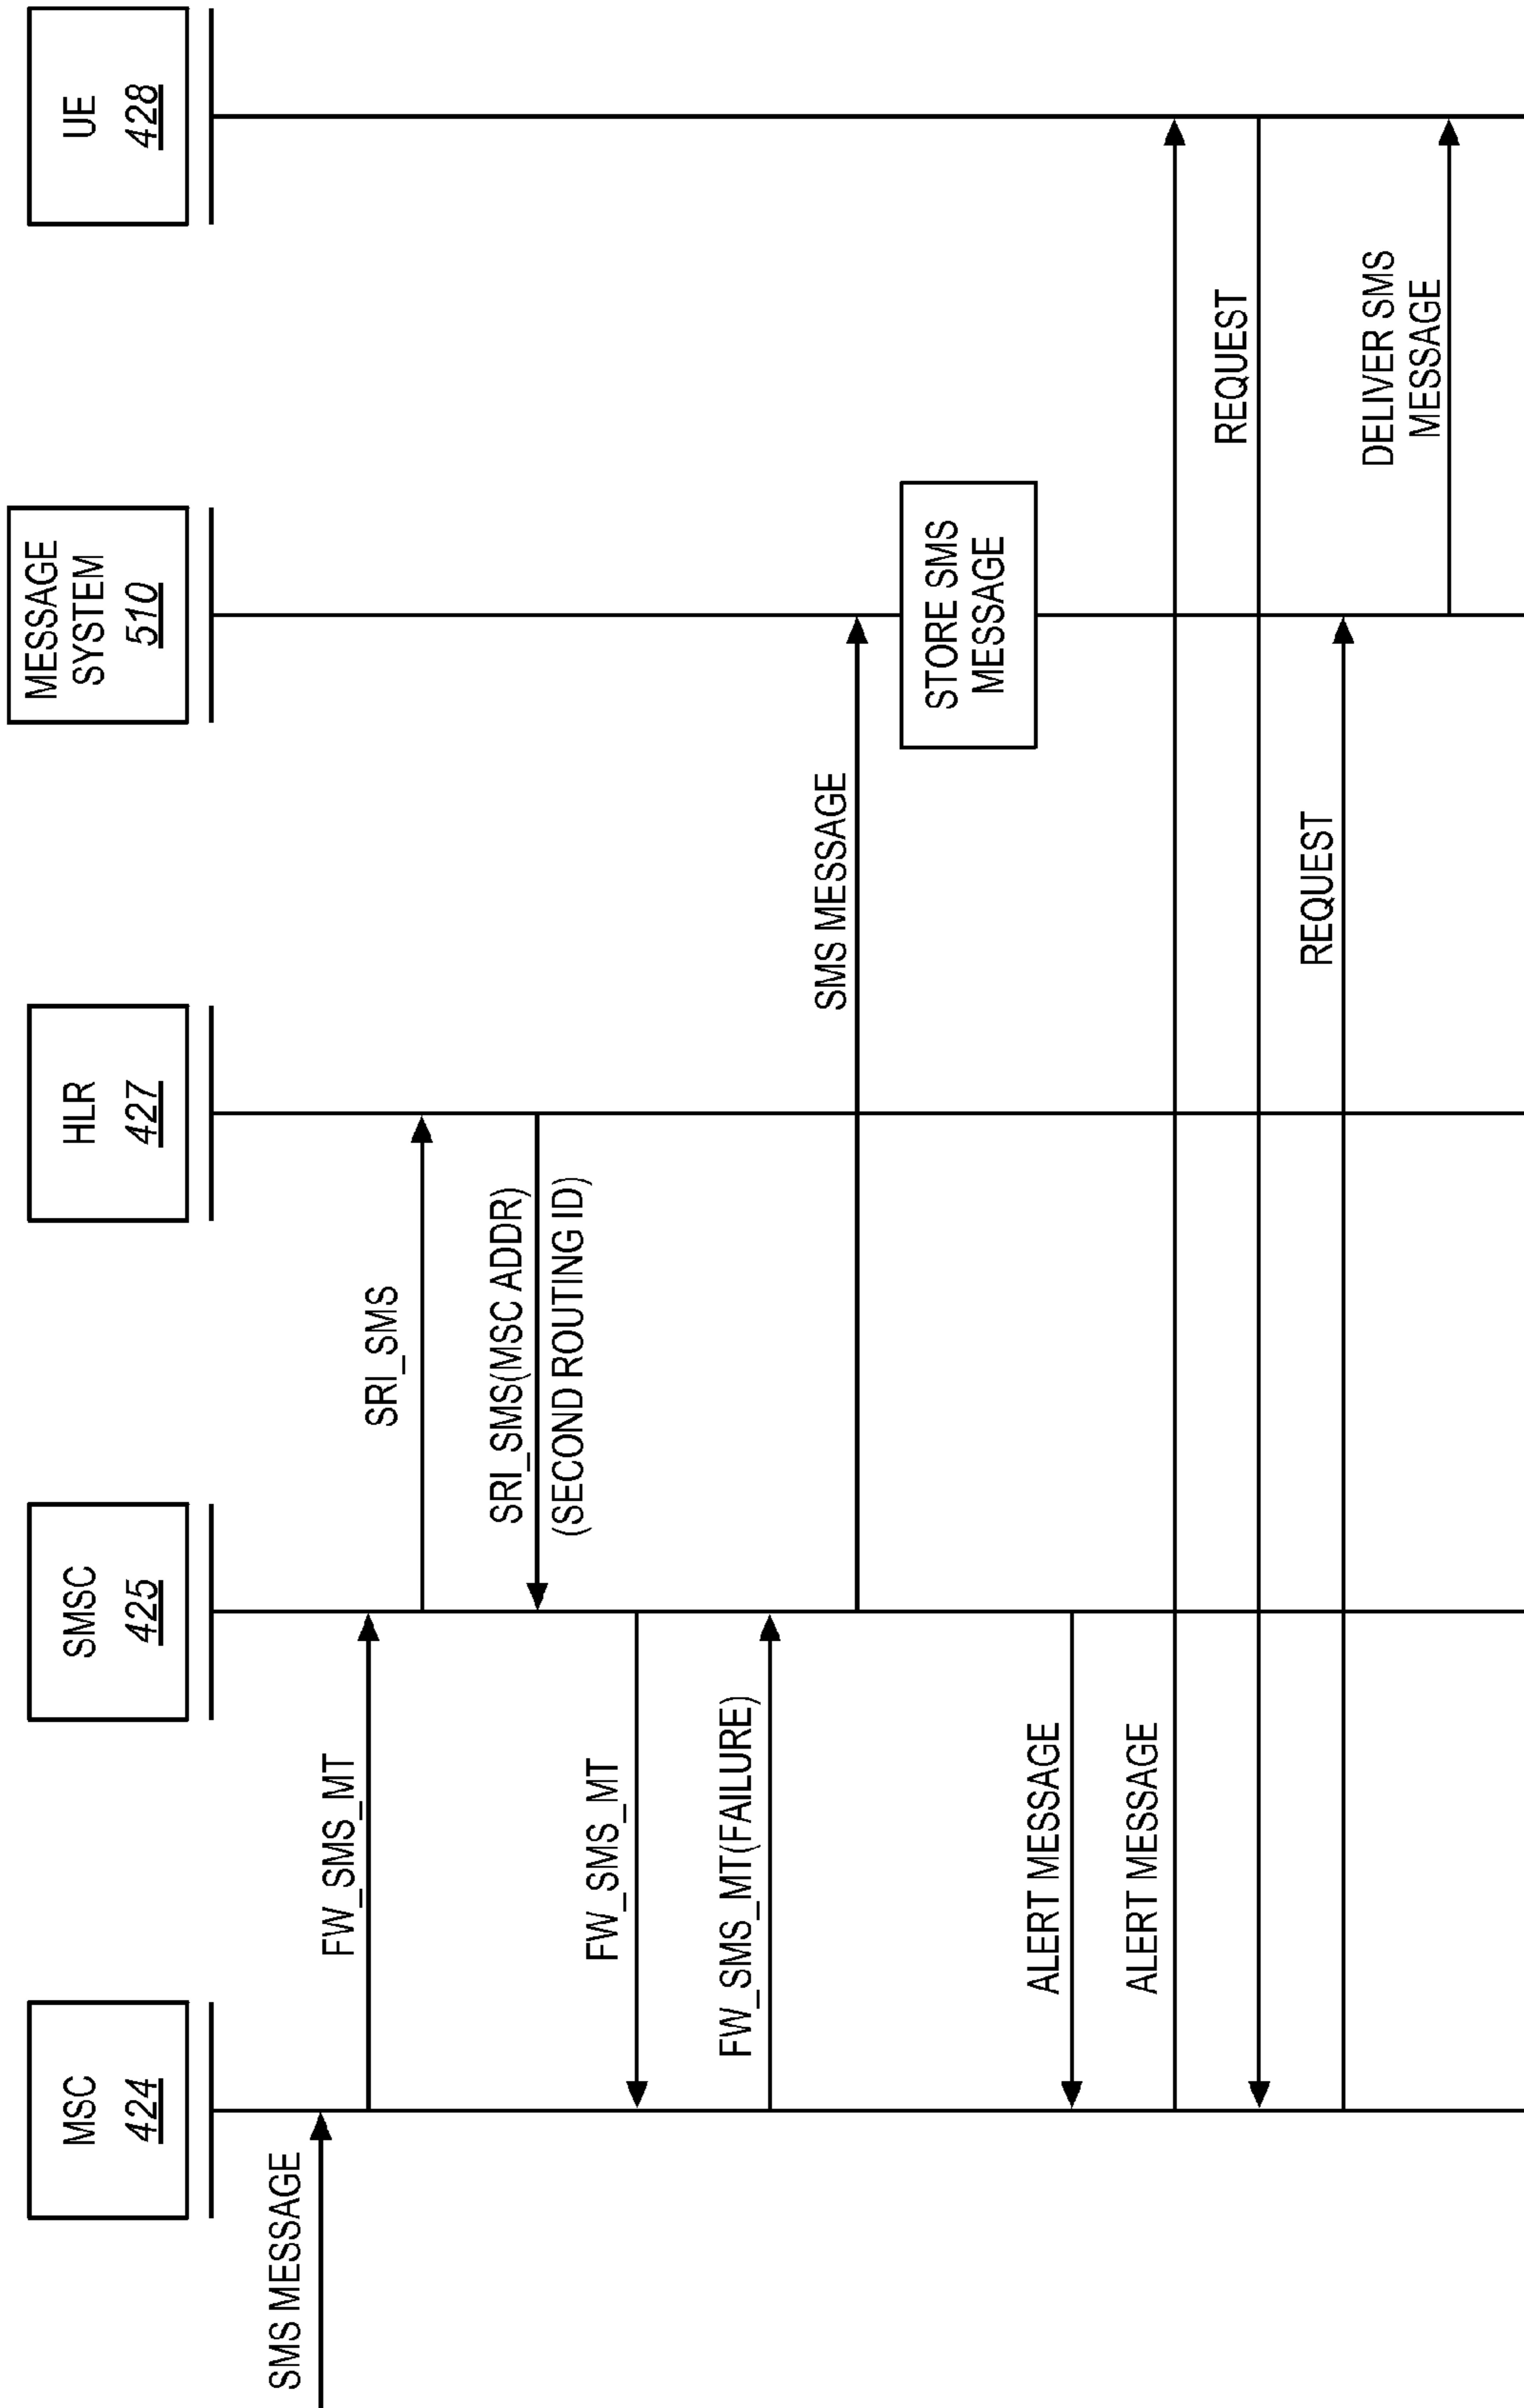 MSC
424
SMSC
425
HLR
427
MESSAGE
SYSTEM
510
UE
428
SMS MESSAGE
FW_SMS_MT
SRI_SMS
SRI_SMS(MSC ADDR)
(SECOND ROUTING ID)
FW_SMS_MT
FW_SMS_MT(FAILURE)
SMS MESSAGE
STORE SMS
MESSAGE
ALERT MESSAGE
ALERT MESSAGE
REQUEST
REQUEST
DELIVER SMS
MESSAGE